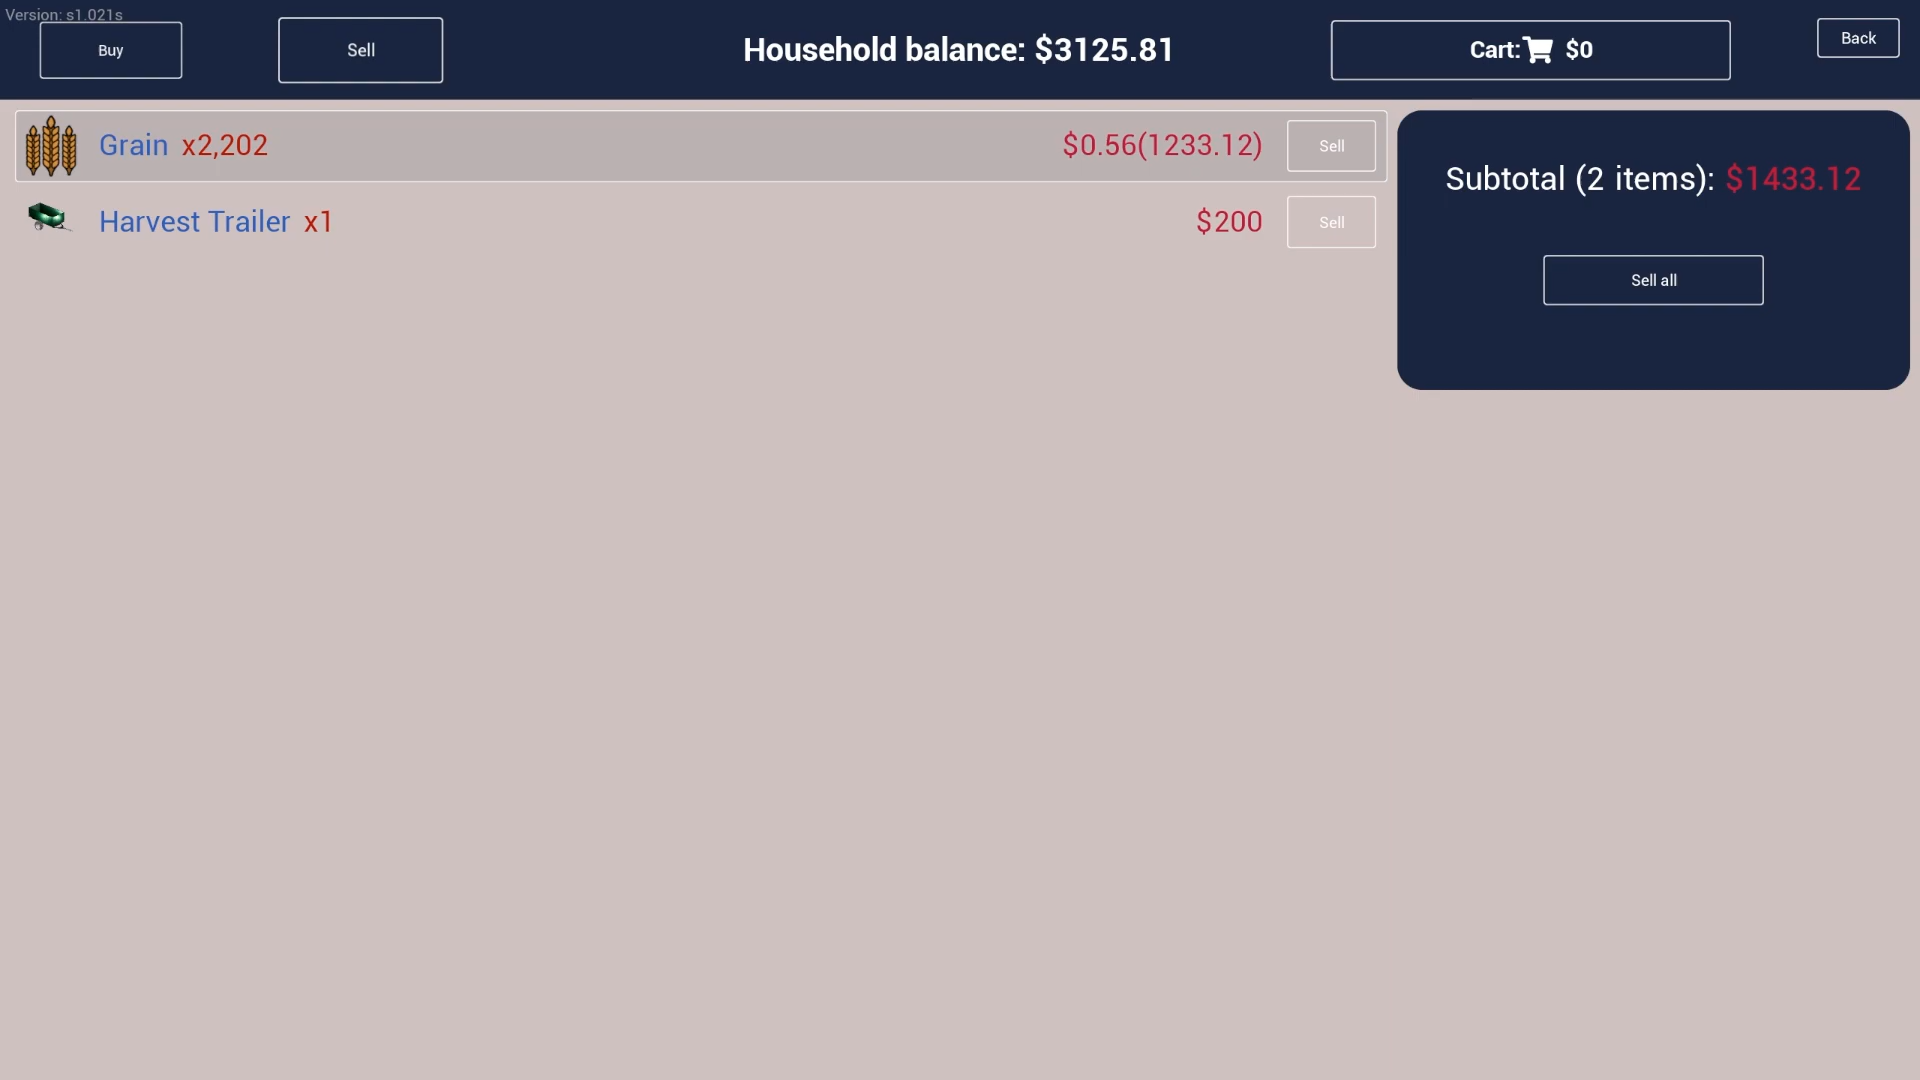 Version: s1.021s
Buy
Sell
Household balance: $3125.81
Cart: $0
Back
Grain x2,202
$0.56(1233.12)
Sell
Harvest Trailer x1
$200
Sell
Subtotal (2 items): $1433.12
Sell all